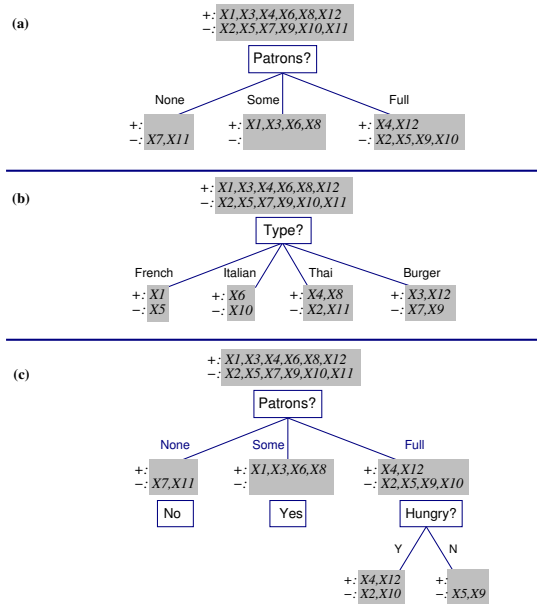 (a)
+: X1,X3,X4,X6,X8,X12
−: X2,X5,X7,X9,X10,X11
Patrons?
None Some Full
+: +: X1,X3,X6,X8 +: X4,X12
−: X7,X11 −: −: X2,X5,X9,X10
(b)
+: X1,X3,X4,X6,X8,X12
−: X2,X5,X7,X9,X10,X11
Type?
French Italian Thai Burger
+: X1 +: X6 +: X4,X8 +: X3,X12
−: X5 −: X10 −: X2,X11 −: X7,X9
(c)
+: X1,X3,X4,X6,X8,X12
−: X2,X5,X7,X9,X10,X11
Patrons?
None Some Full
+: +: X1,X3,X6,X8 +: X4,X12
−: X7,X11 −: −: X2,X5,X9,X10
No Yes Hungry?
Y N
+: X4,X12 +:
−: X2,X10 −: X5,X9